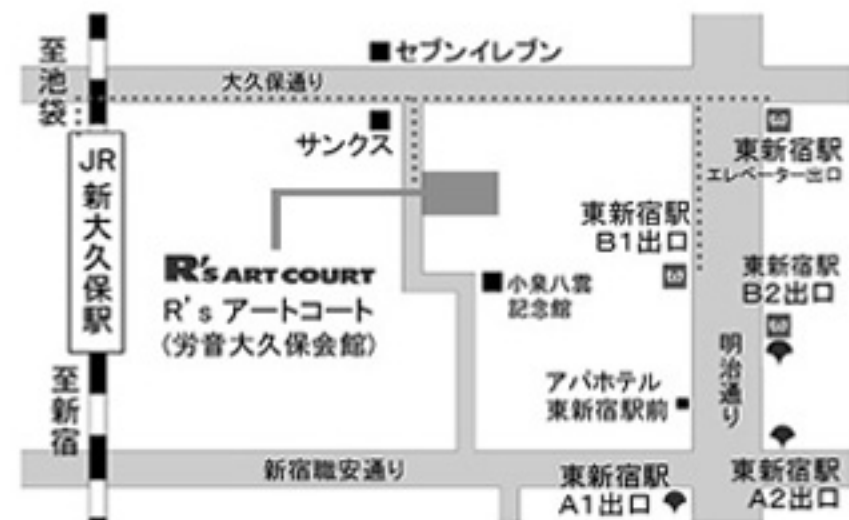 至池袋
セブンイレブン
大久保通り
サンクス
JR新大久保駅
東新宿駅
エレベーター出口
東新宿駅
B1出口
R's ART COURT
R's アートコート
(労音大久保会館)
小泉八雲
記念館
東新宿駅
B2出口
明治通り
至新宿
アパホテル
東新宿駅前
新宿職安通り
東新宿駅
A1出口
東新宿駅
A2出口